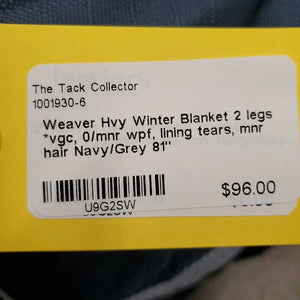 The Tack Collector
1001930-6
Weaver Hvy Winter Blanket 2 legs
*vgc, 0/mnr wpf, lining tears, mnr
hair Navy/Grey 81"
$96.00
U9G2SW